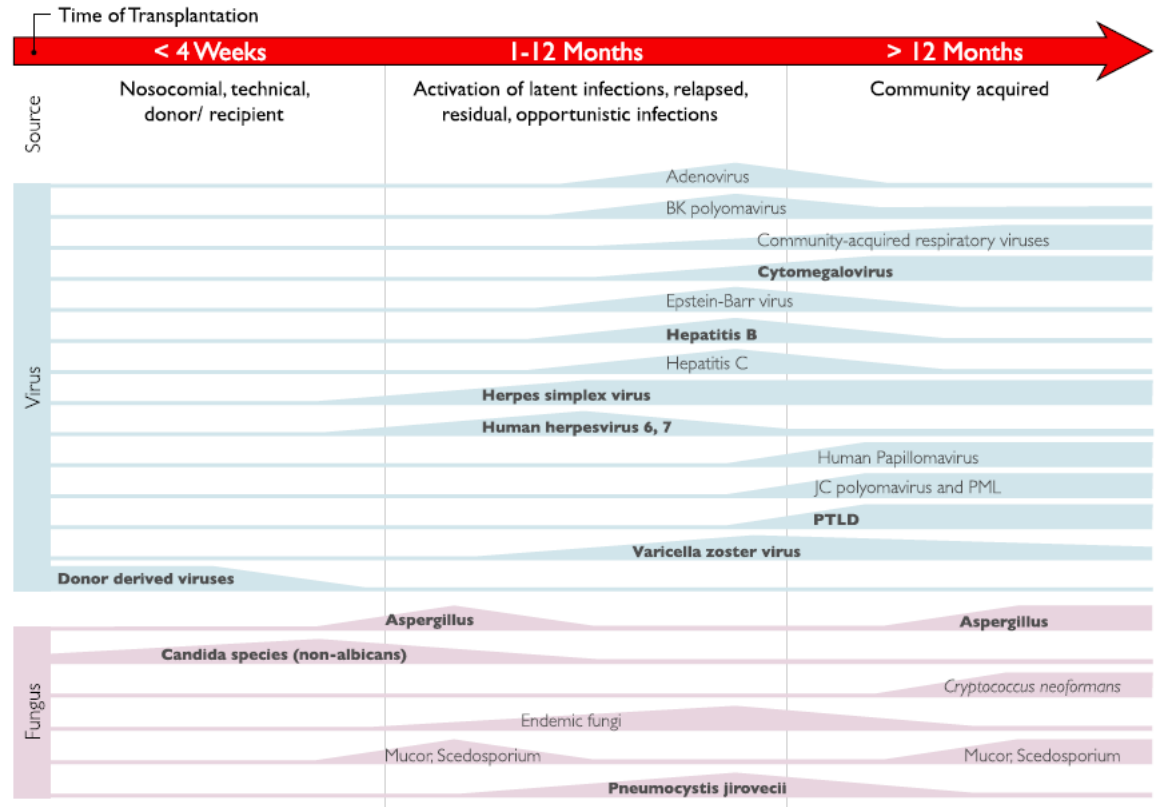 Time of Transplantation
< 4 Weeks
1-12 Months
> 12 Months
Source
Nosocomial, technical,
donor/ recipient
Activation of latent infections, relapsed,
residual, opportunistic infections
Community acquired
Virus
Adenovirus
BK polyomavirus
Community-acquired respiratory viruses
Cytomegalovirus
Epstein-Barr virus
Hepatitis B
Hepatitis C
Herpes simplex virus
Human herpesvirus 6, 7
Human Papillomavirus
JC polyomavirus and PML
PTLD
Varicella zoster virus
Donor derived viruses
Fungus
Aspergillus
Aspergillus
Candida species (non-albicans)
Cryptococcus neoformans
Endemic fungi
Mucor, Scedosporium
Mucor, Scedosporium
Pneumocystis jirovecii